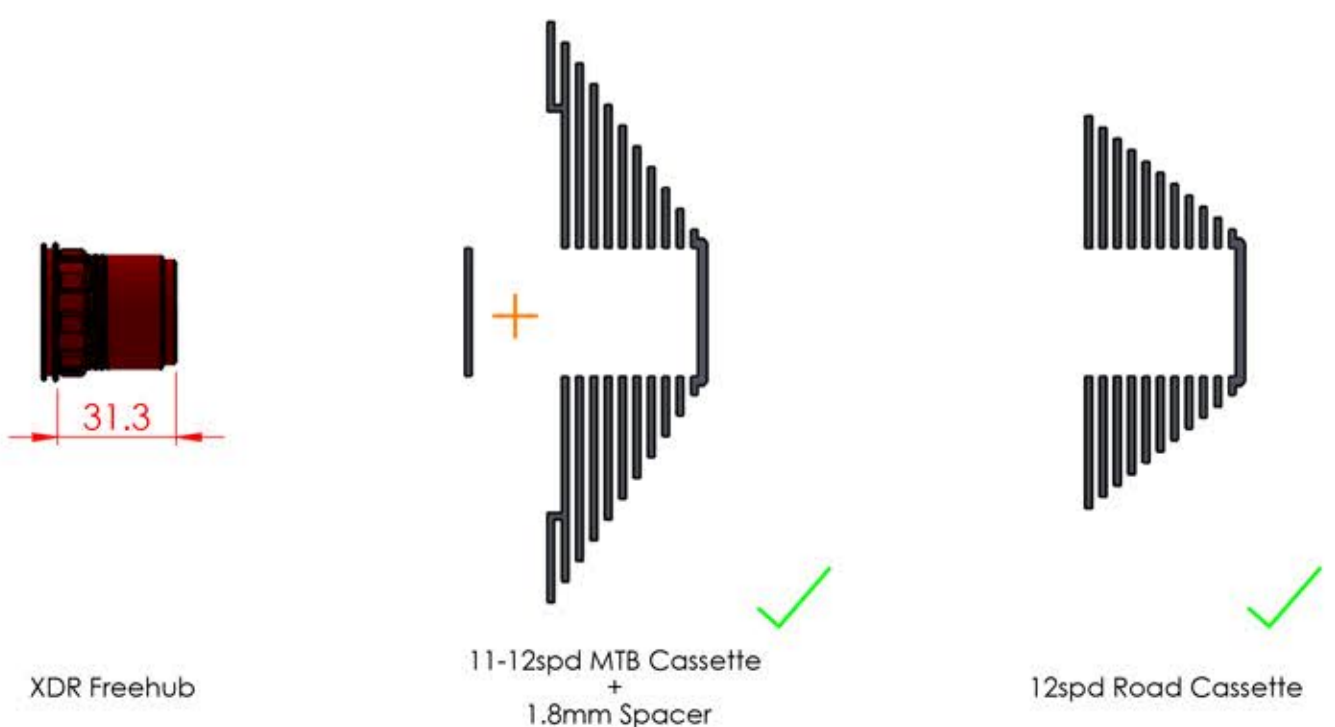 31.3
XDR Freehub
11-12spd MTB Cassette
+
1.8mm Spacer
12spd Road Cassette